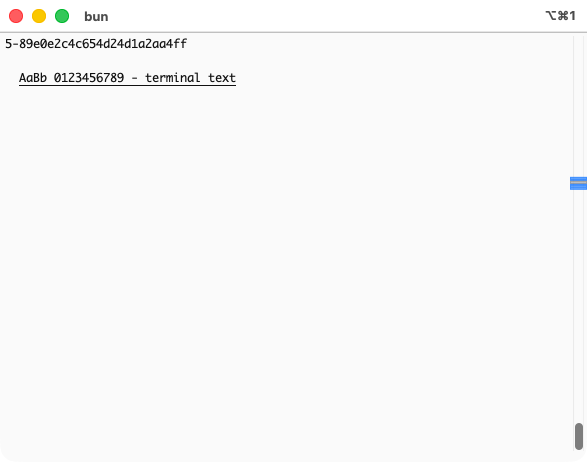 bun
⌥⌘1
5-89e0e2c4c654d24d1a2aa4ff
AaBb 0123456789 - terminal text